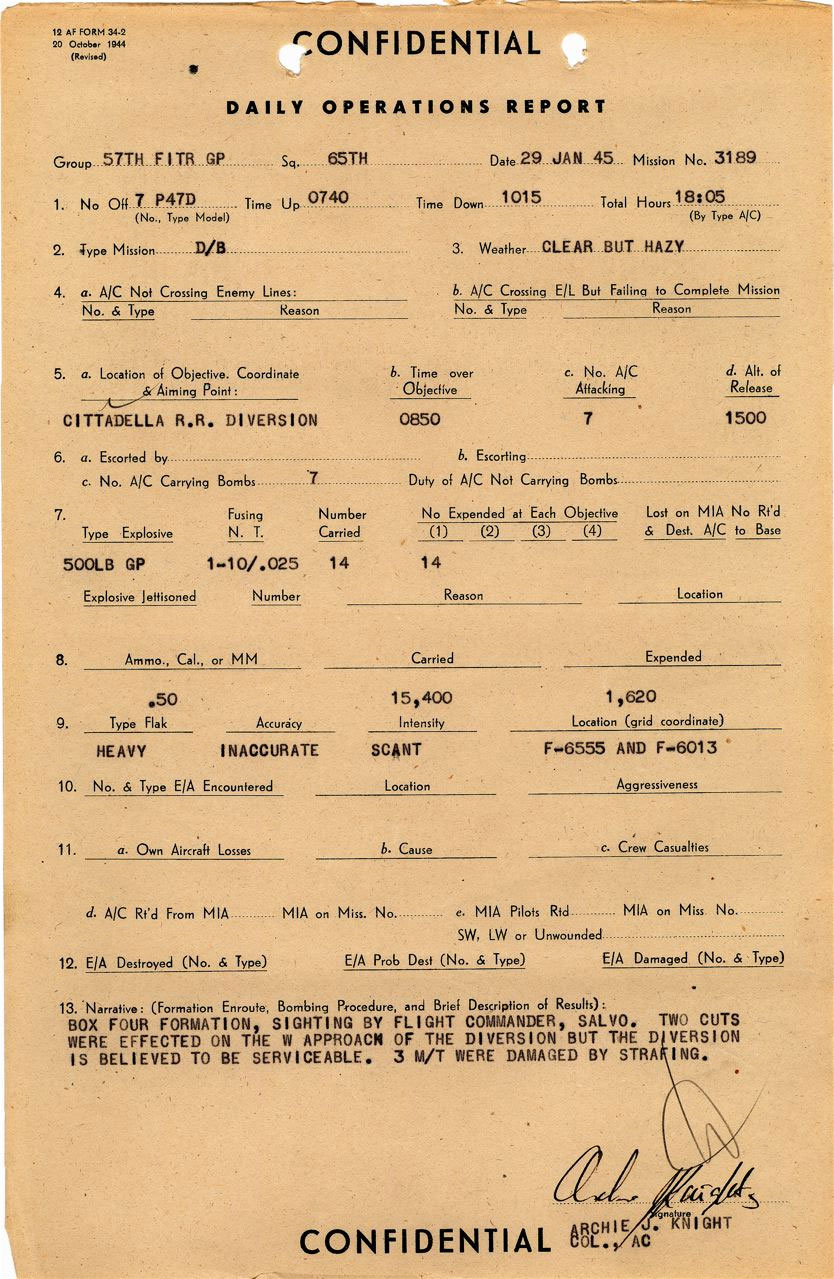 12 AF FORM 34-2
20 October 1944
(Revised)
CONFIDENTIAL
DAILY OPERATIONS REPORT
Group 57TH FITR GP Sq. 65TH Date 29 JAN 45 Mission No. 3189
1. No Off 7 P47D Time Up 0740 Time Down 1015 Total Hours 18:05
(No., Type Model) (By Type A/C)
2. Type Mission D/B 3. Weather CLEAR BUT HAZY
4. a. A/C Not Crossing Enemy Lines: b. A/C Crossing E/L But Failing to Complete Mission
No. & Type Reason No. & Type Reason
5. a. Location of Objective. Coordinate b. Time over c. No. A/C d. Alt. of
& Aiming Point: Objective Attacking Release
CITTADELLA R.R. DIVERSION 0850 7 1500
6. a. Escorted by b. Escorting
c. No. A/C Carrying Bombs 7 Duty of A/C Not Carrying Bombs
7. Fusing Number No Expended at Each Objective Lost on MIA No Rt'd
Type Explosive N. T. Carried (1) (2) (3) (4) & Dest. A/C to Base
500LB GP 1-10/.025 14 14
Explosive Jettisoned Number Reason Location
8. Ammo., Cal., or MM Carried Expended
.50 15,400 1,620
9. Type Flak Accuracy Intensity Location (grid coordinate)
HEAVY INACCURATE SCANT F-6555 AND F-6013
10. No. & Type E/A Encountered Location Aggressiveness
11. a. Own Aircraft Losses b. Cause c. Crew Casualties
d. A/C Rt'd From MIA MIA on Miss. No. e. MIA Pilots Rtd MIA on Miss No.
SW, LW or Unwounded
12. E/A Destroyed (No. & Type) E/A Prob Dest (No. & Type) E/A Damaged (No. & Type)
13. Narrative: (Formation Enroute, Bombing Procedure, and Brief Description of Results):
BOX FOUR FORMATION, SIGHTING BY FLIGHT COMMANDER, SALVO. TWO CUTS
WERE EFFECTED ON THE W APPROACH OF THE DIVERSION BUT THE DIVERSION
IS BELIEVED TO BE SERVICEABLE. 3 M/T WERE DAMAGED BY STRAFING.
Archie J. Knight
Signature
ARCHIE J. KNIGHT
COL., AC
CONFIDENTIAL